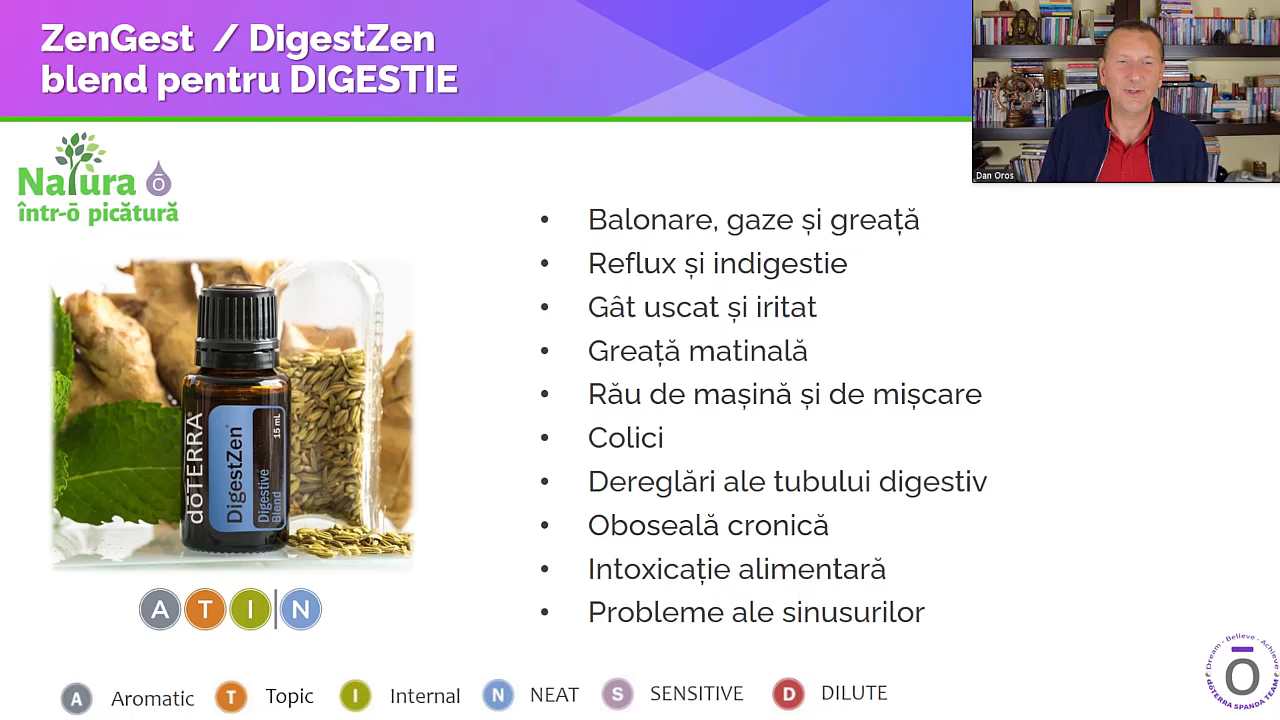 ZenGest / DigestZen
blend pentru DIGESTIE
Dan Oros
Natura ō
într-ō picătură
• Balonare, gaze și greață
• Reflux și indigestie
• Gât uscat și iritat
• Greață matinală
• Rău de mașină și de mișcare
• Colici
• Dereglări ale tubului digestiv
• Oboseală cronică
• Intoxicație alimentară
• Probleme ale sinusurilor
dōTERRA®
DigestZen®
Digestive
Blend
15 mL
A T I | N
A Aromatic T Topic I Internal N NEAT S SENSITIVE D DILUTE
Dream - Believe - Achieve
ō
dōTERRA SPANDA TEAM